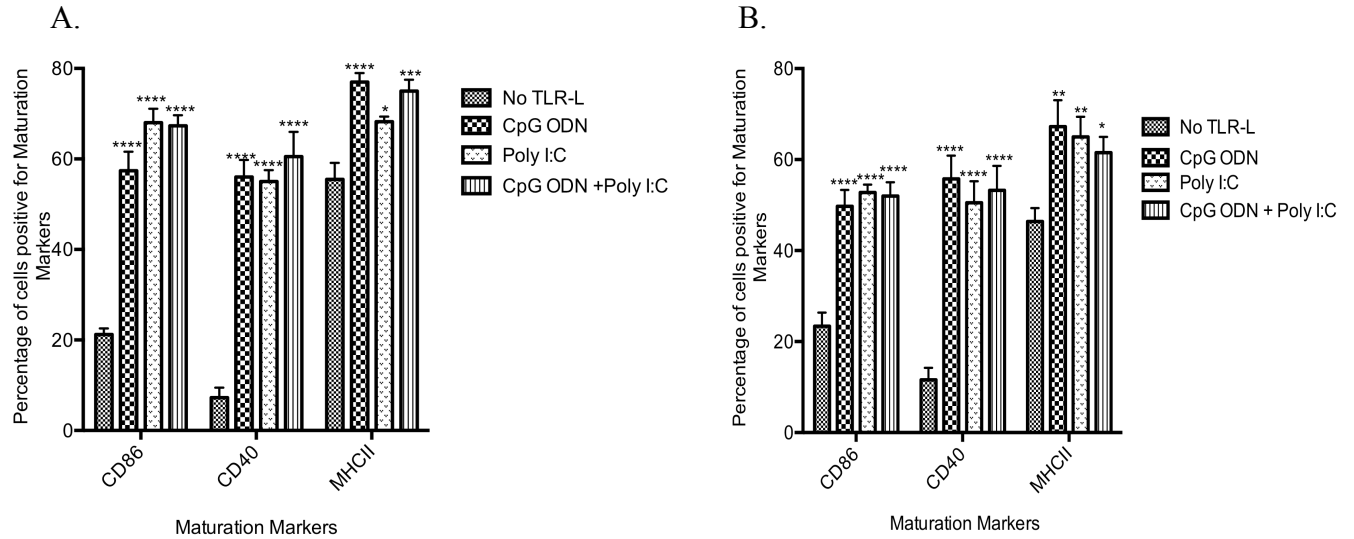 A.
Percentage of cells positive for Maturation
Markers
80
60
40
20
0
****
****
****
****
****
****
****
*
***
CD86
CD40
MHCII
Maturation Markers
No TLR-L
CpG ODN
Poly I:C
CpG ODN +Poly I:C
B.
Percentage of cells positive for Maturation
Markers
80
60
40
20
0
****
****
****
****
****
****
**
**
*
CD86
CD40
MHCII
Maturation Markers
No TLR-L
CpG ODN
Poly I:C
CpG ODN + Poly I:C